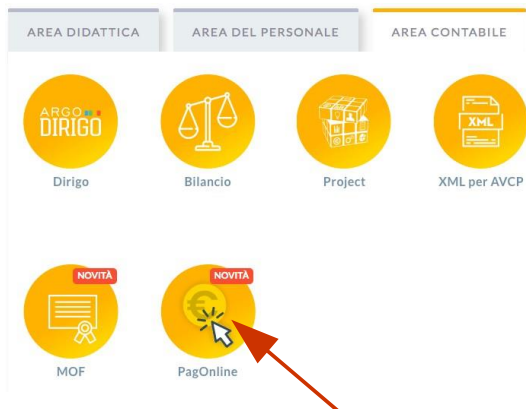 AREA DIDATTICA
AREA DEL PERSONALE
AREA CONTABILE
ARGO
DIRIGO
XML
Dirigo
Bilancio
Project
XML per AVCP
NOVITÀ
NOVITÀ
€
MOF
PagOnline